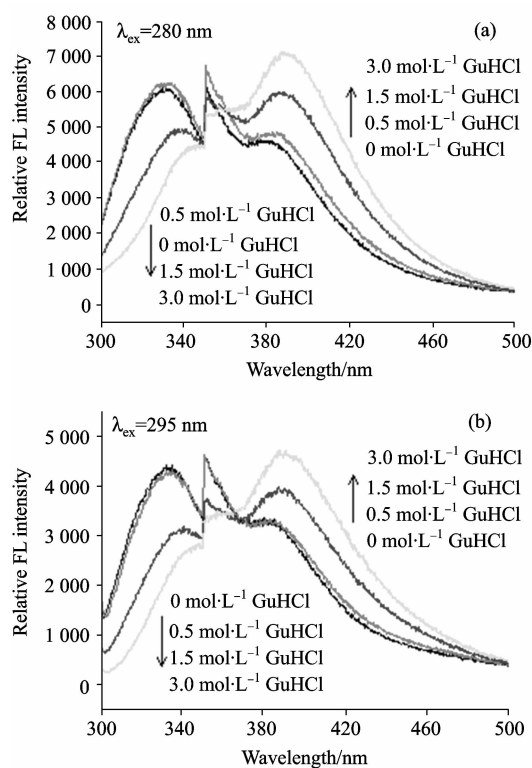 λex=280 nm
(a)
8 000
7 000
6 000
5 000
4 000
3 000
2 000
1 000
0
Relative FL intensity
3.0 mol·L⁻¹ GuHCl
1.5 mol·L⁻¹ GuHCl
0.5 mol·L⁻¹ GuHCl
0 mol·L⁻¹ GuHCl
0.5 mol·L⁻¹ GuHCl
0 mol·L⁻¹ GuHCl
1.5 mol·L⁻¹ GuHCl
3.0 mol·L⁻¹ GuHCl
300 340 380 420 460 500
Wavelength/nm
λex=295 nm
(b)
5 000
4 000
3 000
2 000
1 000
0
Relative FL intensity
3.0 mol·L⁻¹ GuHCl
1.5 mol·L⁻¹ GuHCl
0.5 mol·L⁻¹ GuHCl
0 mol·L⁻¹ GuHCl
0 mol·L⁻¹ GuHCl
0.5 mol·L⁻¹ GuHCl
1.5 mol·L⁻¹ GuHCl
3.0 mol·L⁻¹ GuHCl
300 340 380 420 460 500
Wavelength/nm